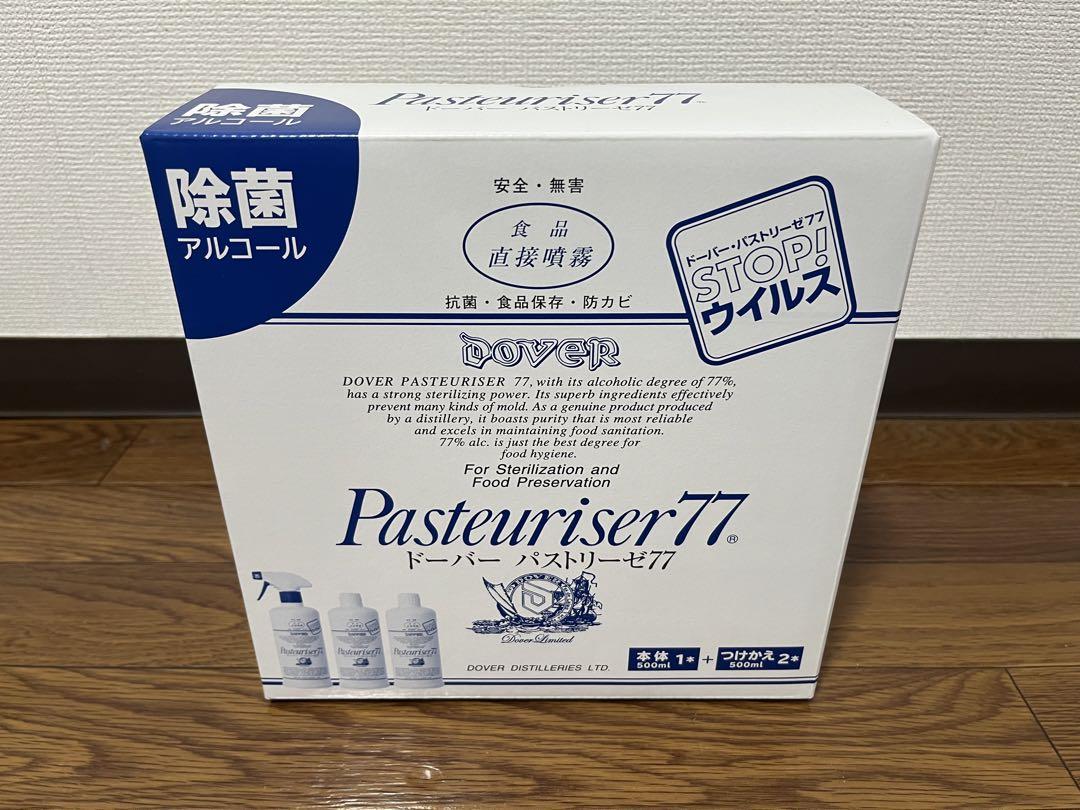 除菌
アルコール
Pasteuriser77
ドーバー パストリーゼ77
除菌
アルコール
安全・無害
食品
直接噴霧
抗菌・食品保存・防カビ
ドーバー・パストリーゼ77
STOP!
ウイルス
DOVER
DOVER PASTEURISER 77, with its alcoholic degree of 77%,
has a strong sterilizing power. Its superb ingredients effectively
prevent many kinds of mold. As a genuine product produced
by a distillery, it boasts purity that is most reliable
and excels in maintaining food sanitation.
77% alc. is just the best degree for
food hygiene.
For Sterilization and
Food Preservation
Pasteuriser77®
ドーバー パストリーゼ77
Dover Limited
DOVER DISTILLERIES LTD.
本体 500ml 1本 + つけかえ 500ml 2本
Pasteuriser77
Pasteuriser77
Pasteuriser77